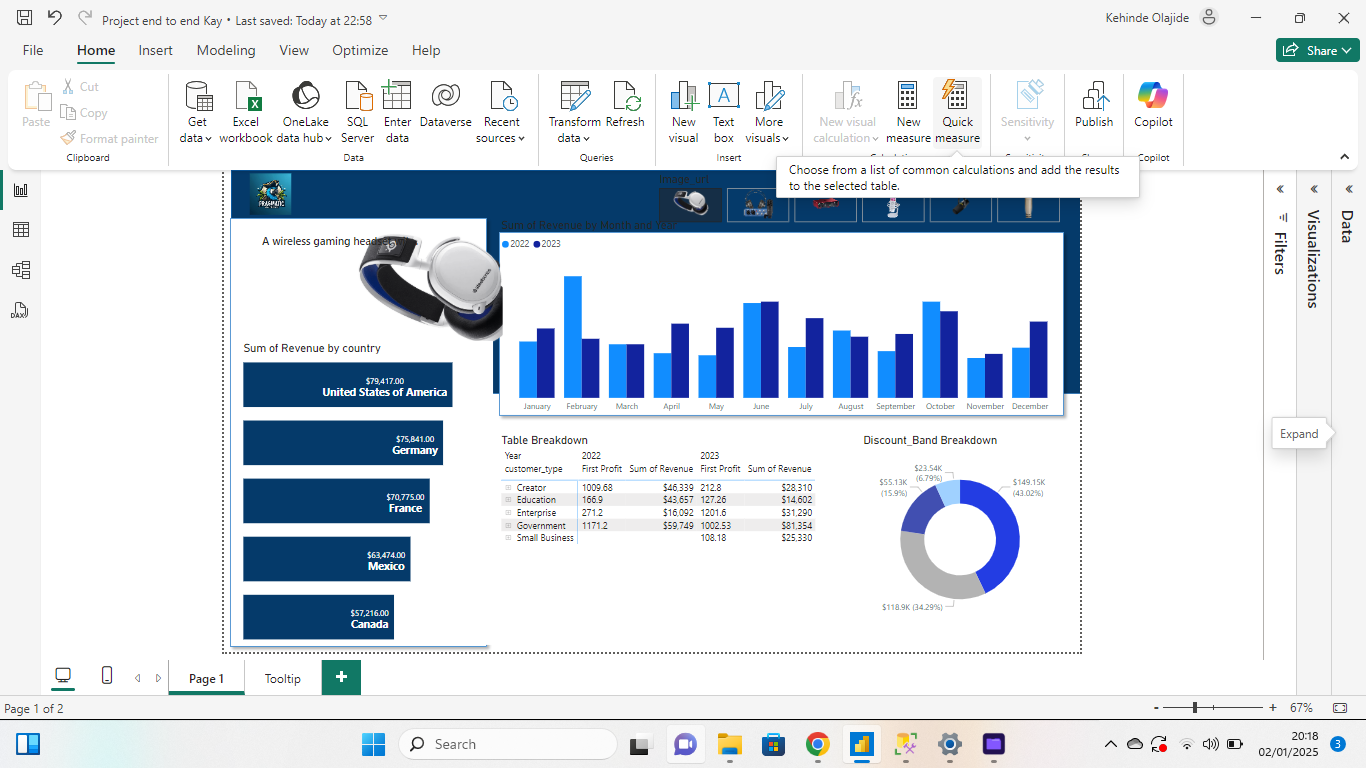 Project end to end Kay • Last saved: Today at 22:58
Kehinde Olajide
File Home Insert Modeling View Optimize Help
Share
Paste
Cut
Copy
Format painter
Clipboard
Get data
Excel workbook
OneLake data hub
SQL Server
Enter data
Dataverse
Recent sources
Data
Transform data
Refresh
Queries
New visual
Text box
More visuals
Insert
New visual calculation
New measure
Quick measure
Sensitivity
Publish
Copilot
Copilot
Choose from a list of common calculations and add the results
to the selected table.
PRAGMATIC
A wireless gaming headset
Sum of Revenue by Month and Year
2022 2023
January February March April May June July August September October November December
Sum of Revenue by country
$79,417.00
United States of America
$75,841.00
Germany
$70,775.00
France
$63,474.00
Mexico
$57,216.00
Canada
Table Breakdown
Year 2022 2023
customer_type First Profit Sum of Revenue First Profit Sum of Revenue
Creator 1009.68 $46,339 212.8 $28,310
Education 166.9 $43,657 127.26 $14,602
Enterprise 271.2 $16,092 1201.6 $31,290
Government 1171.2 $59,749 1002.53 $81,354
Small Business 108.18 $25,330
Discount_Band Breakdown
$23.54K
(6.79%)
$55.13K
(15.9%)
$149.15K
(43.02%)
$118.9K (34.29%)
Filters
Visualizations
Data
Expand
Page 1
Tooltip
Page 1 of 2
- + 67%
Search
20:18
02/01/2025
3
DAX